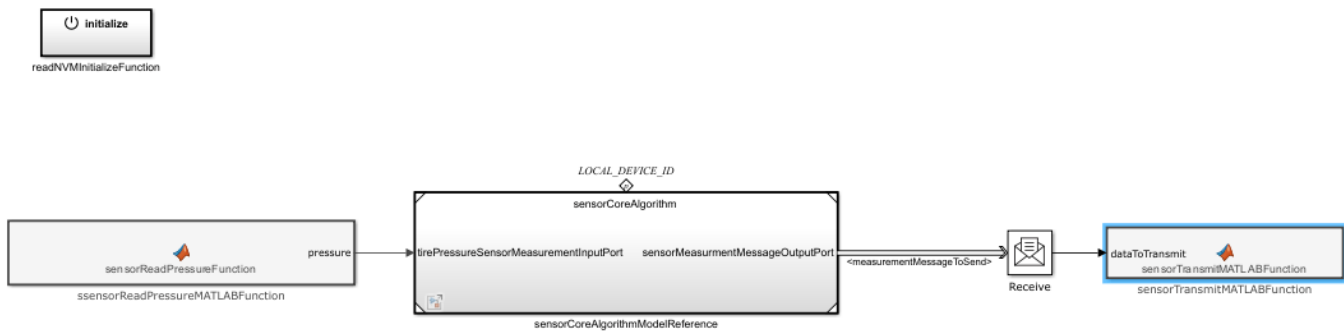 initialize
readNVMInitializeFunction
LOCAL_DEVICE_ID
sensorCoreAlgorithm
pressure
tirePressureSensorMeasurementInputPort
sensorMeasurmentMessageOutputPort
<measurementMessageToSend>
dataToTransmit
sensorReadPressureFunction
sensorTransmitMATLABFunction
ssensorReadPressureMATLABFunction
Receive
sensorTransmitMATLABFunction
sensorCoreAlgorithmModelReference